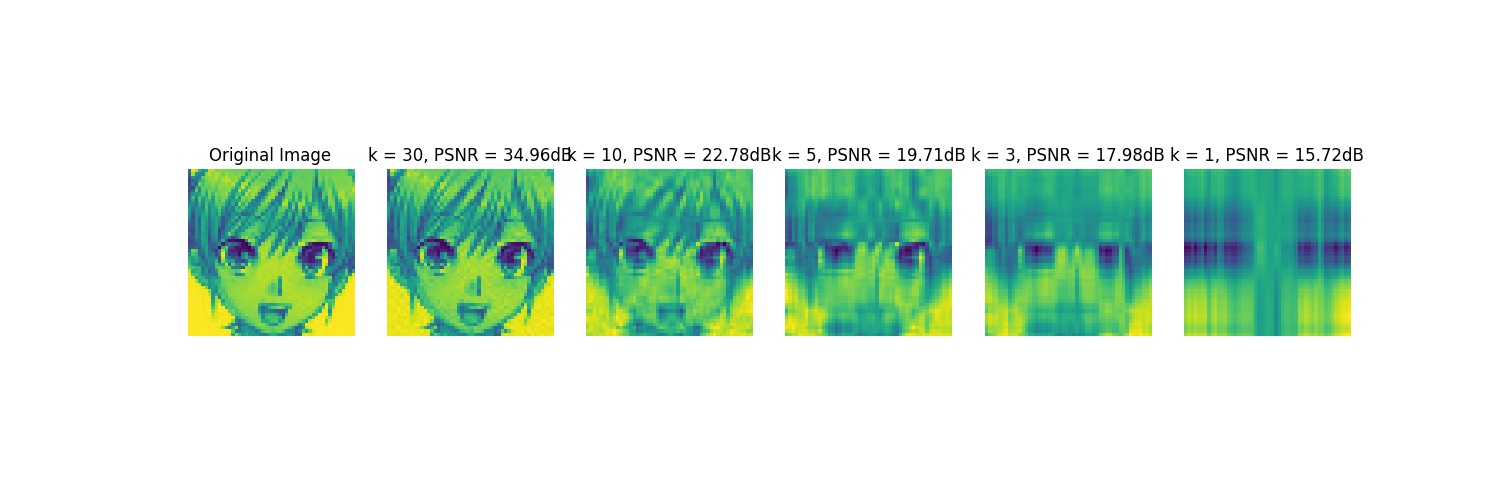 Original Image
k = 30, PSNR = 34.96dB
k = 10, PSNR = 22.78dB
k = 5, PSNR = 19.71dB
k = 3, PSNR = 17.98dB
k = 1, PSNR = 15.72dB